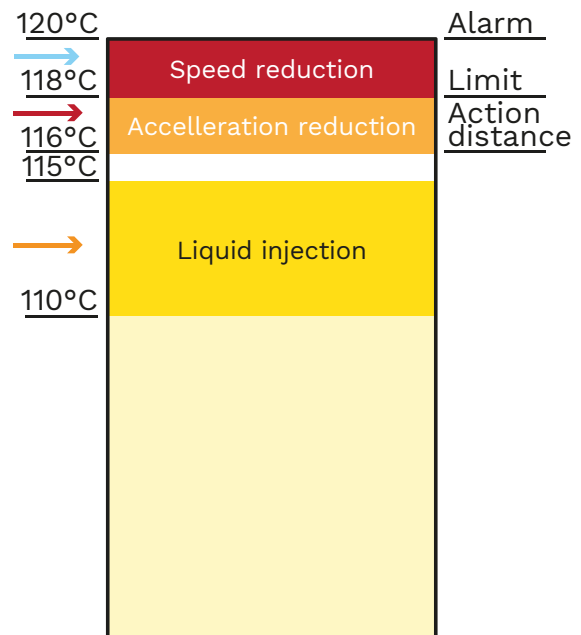 120°C
Alarm
Speed reduction
118°C
Limit
Accelleration reduction
Action
distance
116°C
115°C
Liquid injection
110°C